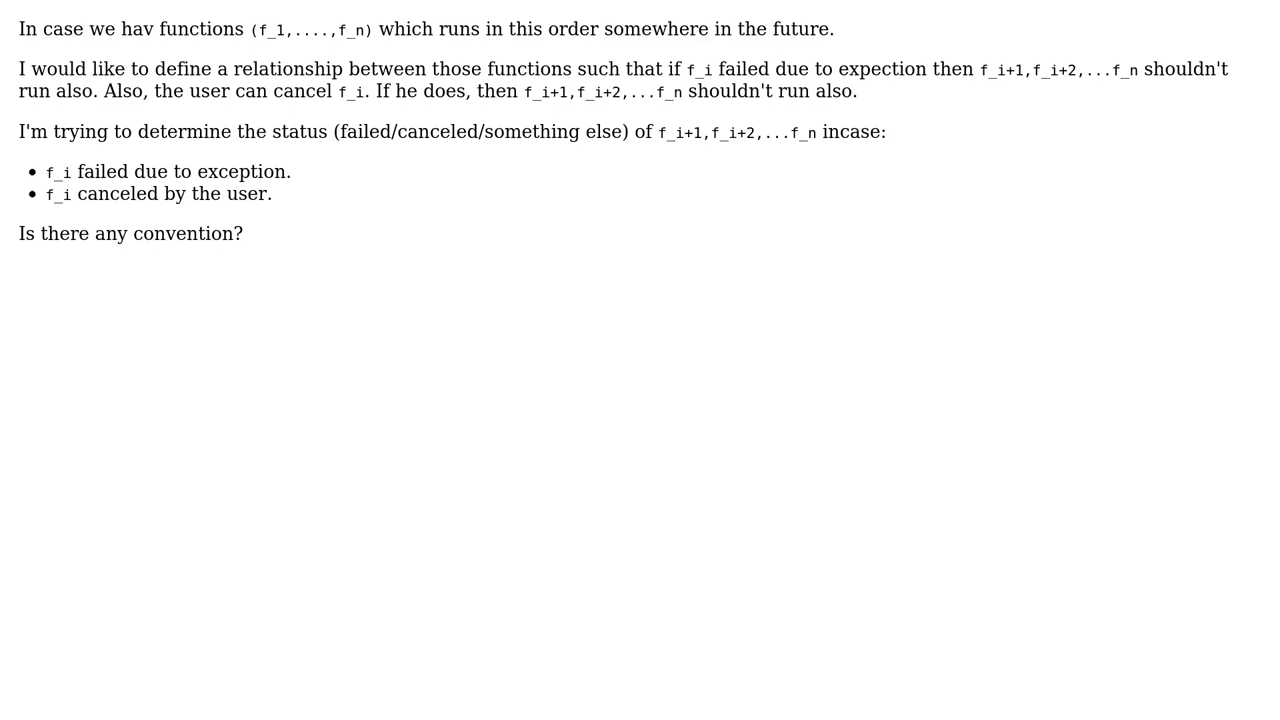 In case we hav functions (f_1,....,f_n) which runs in this order somewhere in the future.
I would like to define a relationship between those functions such that if f_i failed due to expection then f_i+1,f_i+2,...f_n shouldn't
run also. Also, the user can cancel f_i. If he does, then f_i+1,f_i+2,...f_n shouldn't run also.
I'm trying to determine the status (failed/canceled/something else) of f_i+1,f_i+2,...f_n incase:
• f_i failed due to exception.
• f_i canceled by the user.
Is there any convention?